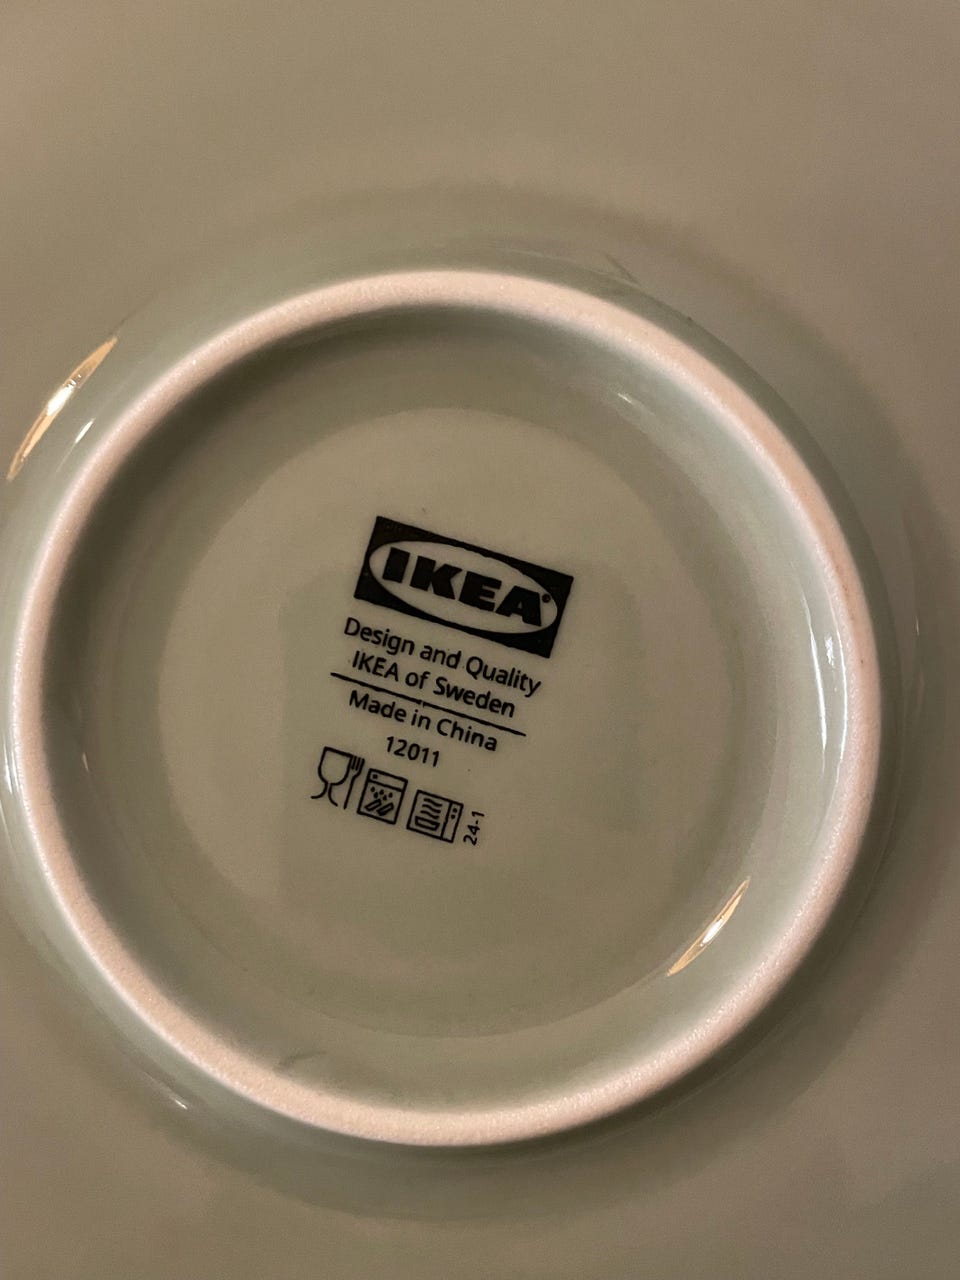 IKEA®
Design and Quality
IKEA of Sweden
Made in China
12011
24-1